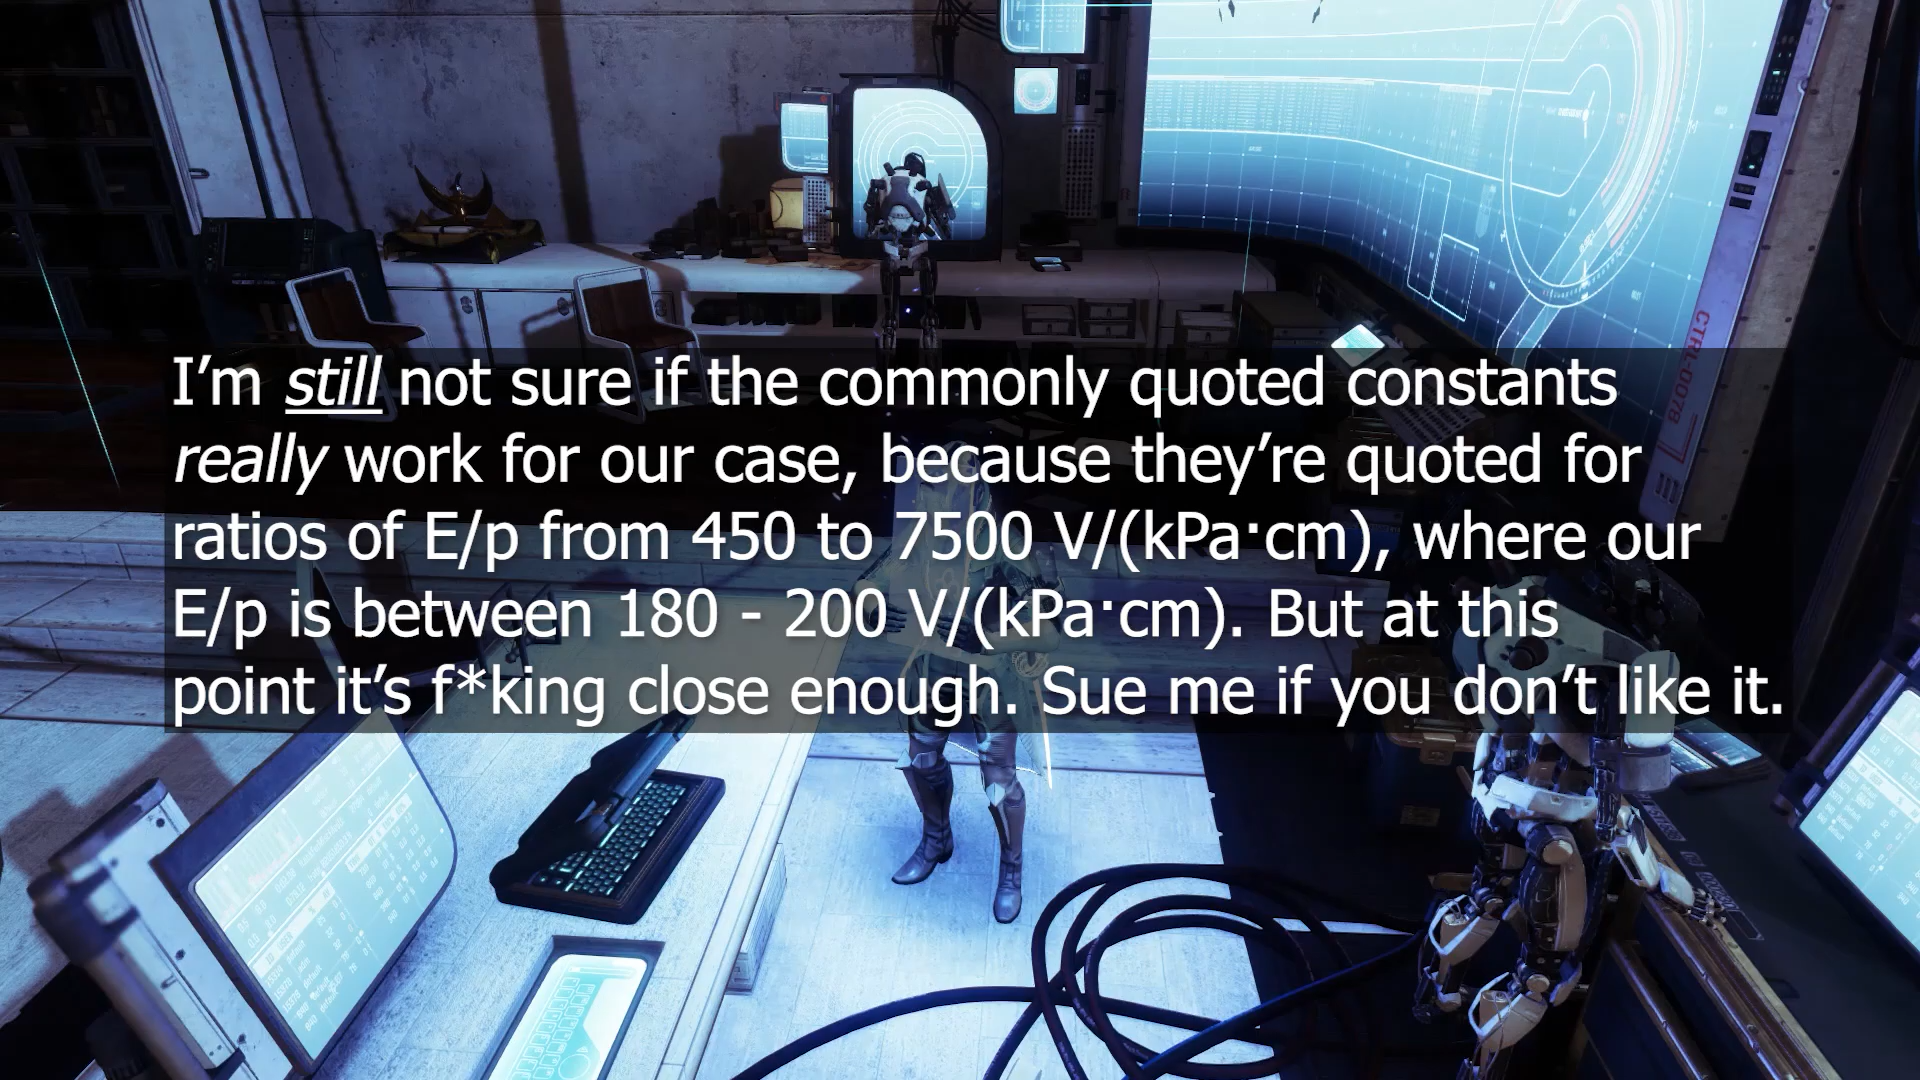 I’m still not sure if the commonly quoted constants
really work for our case, because they’re quoted for
ratios of E/p from 450 to 7500 V/(kPa·cm), where our
E/p is between 180 - 200 V/(kPa·cm). But at this
point it’s f*king close enough. Sue me if you don’t like it.
CTRL-D0078